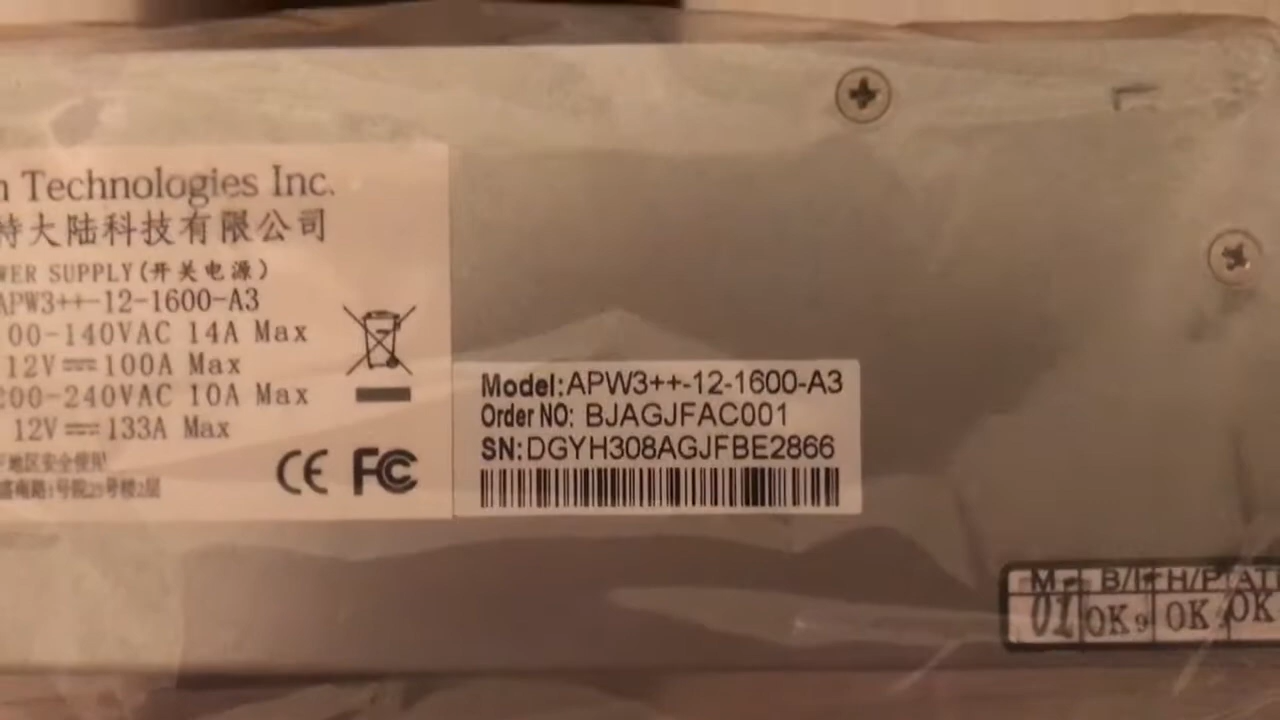 n Technologies Inc.
特大陆科技有限公司
WER SUPPLY(开关电源)
APW3++-12-1600-A3
00-140VAC 14A Max
12V⎓100A Max
200-240VAC 10A Max
12V⎓133A Max
地区安全使用
路1号院25号楼2层
CE FC
Model:APW3++-12-1600-A3
Order NO: BJAGJFAC001
SN:DGYH308AGJFBE2866
M B/I H/P ATE
01 OK9 OK OK